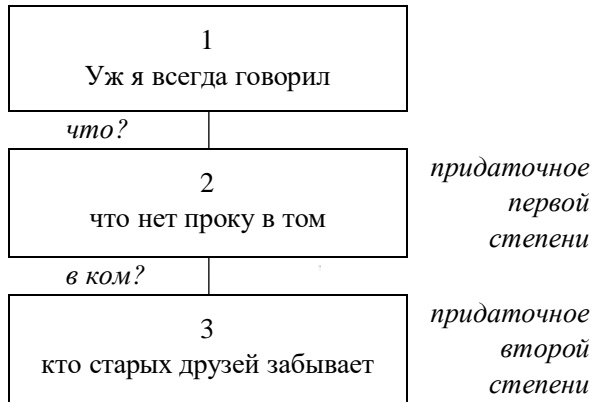 1
Уж я всегда говорил
что?
2
что нет проку в том
придаточное
первой
степени
в ком?
3
кто старых друзей забывает
придаточное
второй
степени